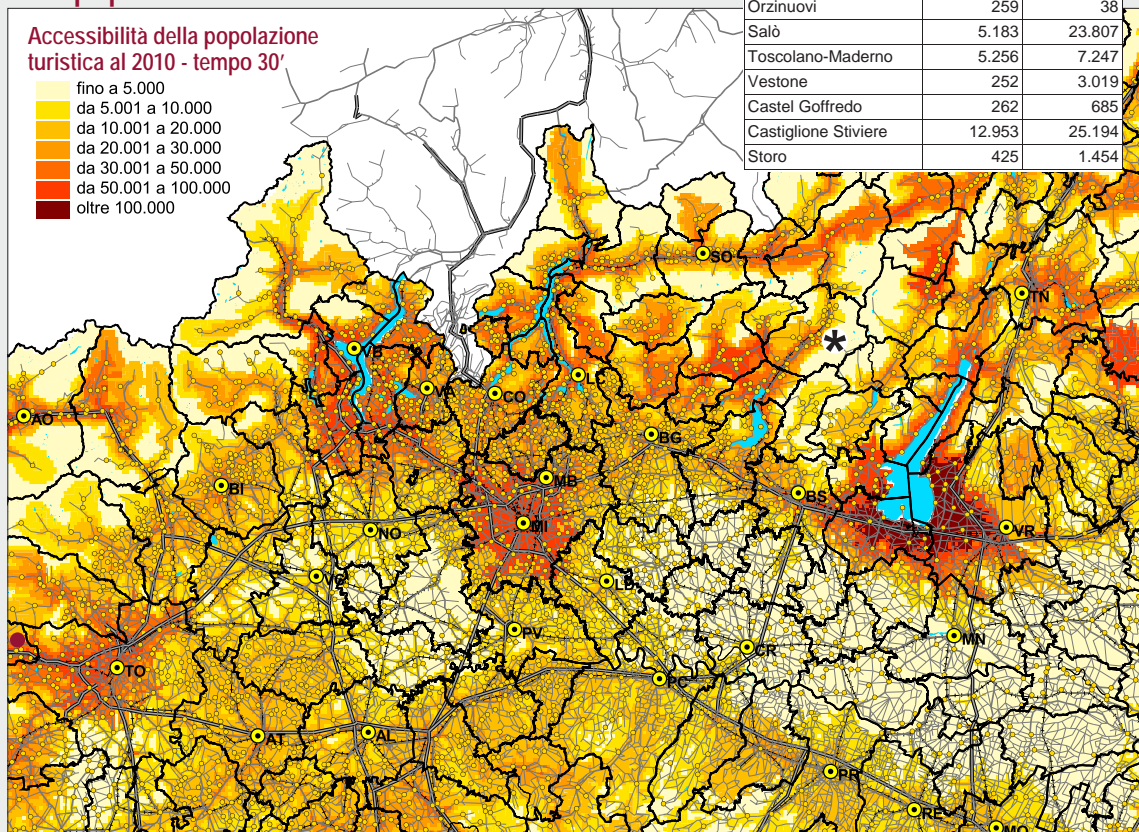 Orzinuovi 259 38
Salò 5.183 23.807
Toscolano-Maderno 5.256 7.247
Vestone 252 3.019
Castel Goffredo 262 685
Castiglione Stiviere 12.953 25.194
Storo 425 1.454
Accessibilità della popolazione
turistica al 2010 - tempo 30'
fino a 5.000
da 5.001 a 10.000
da 10.001 a 20.000
da 20.001 a 30.000
da 30.001 a 50.000
da 50.001 a 100.000
oltre 100.000
SO
TN
VB
VA
CO
LC
AO
BG
BI
MB
BS
MI
NO
VR
VC
LO
PV
MN
CR
TO
PC
AT
AL
PR
RE